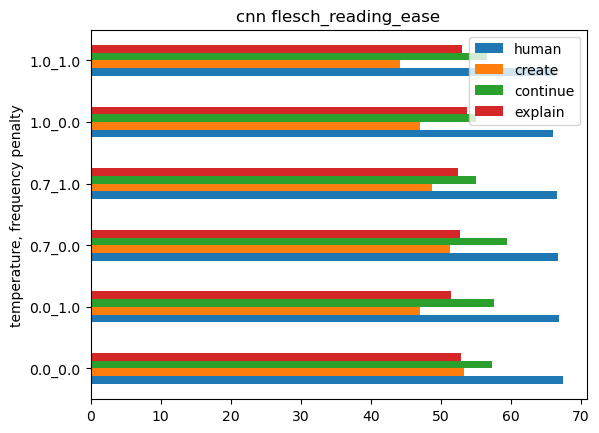 cnn flesch_reading_ease
human
create
continue
explain
temperature, frequency penalty
1.0_1.0
1.0_0.0
0.7_1.0
0.7_0.0
0.0_1.0
0.0_0.0
0 10 20 30 40 50 60 70